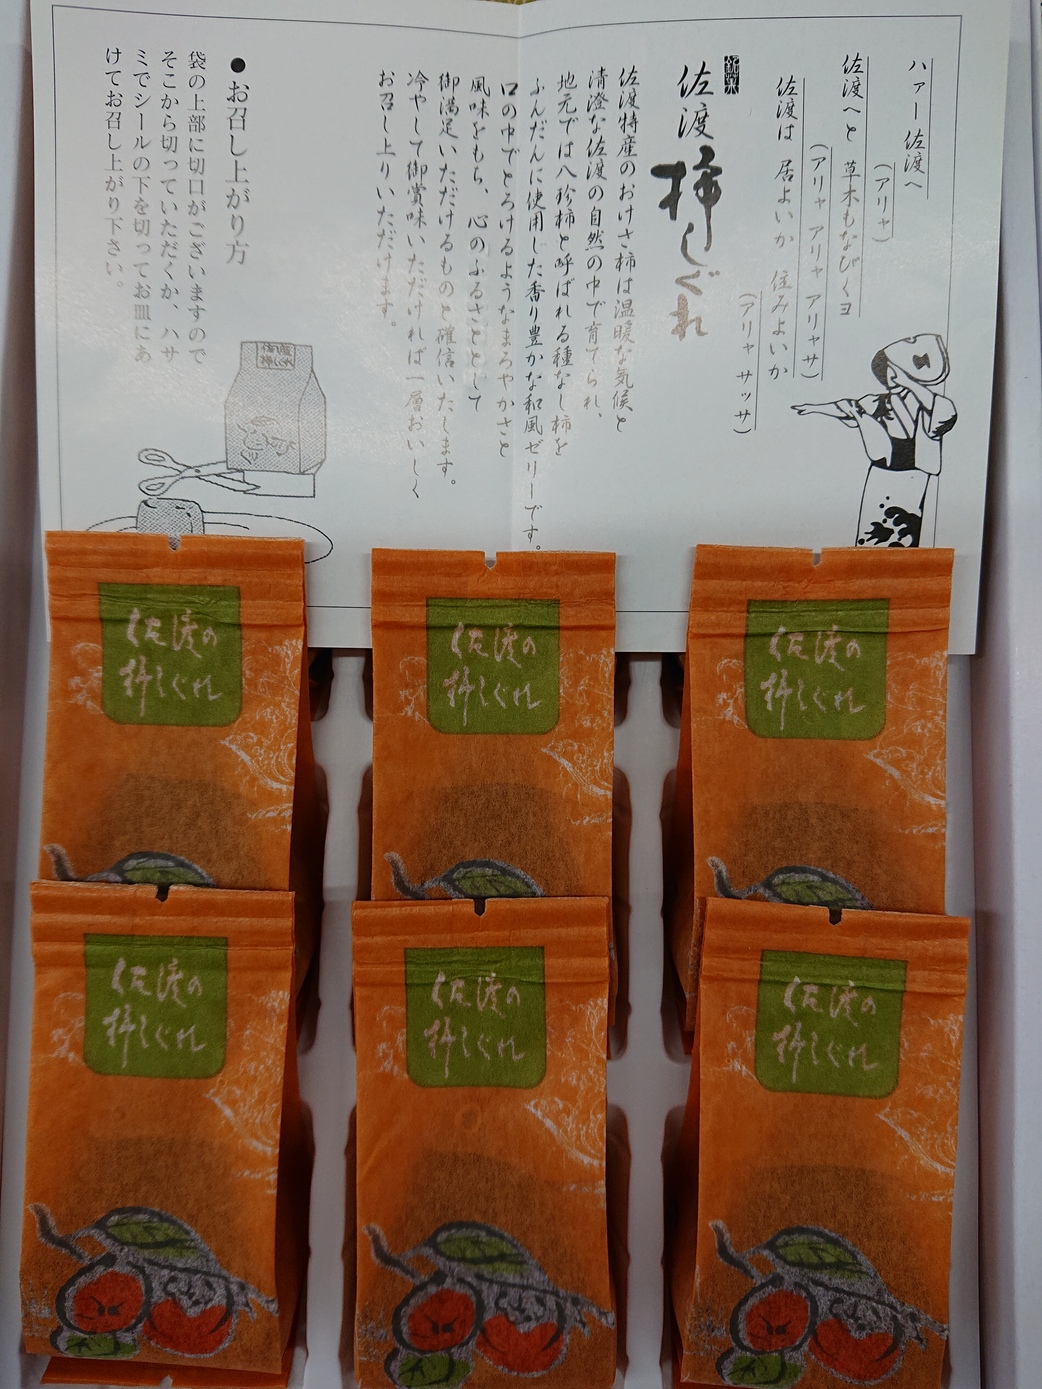 ハァー佐渡へ
(アリャ)
佐渡へと 草木もなびくヨ
(アリャ アリャ アリャサ)
佐渡は 居よいか 住みよいか
(アリャ サッサ)
銘菓
佐渡柿しぐれ
佐渡特産のおけさ柿は温暖な気候と
清澄な佐渡の自然の中で育てられ、
地元では八珍柿と呼ばれる種なし柿を
ふんだんに使用した香り豊かな和風ゼリーです。
口の中でとろけるようなまろやかさと
風味をもち、心のふるさととして
御満足いただけるものと確信いたします。
冷やして御賞味いただければ一層おいしく
お召し上りいただけます。
●お召し上がり方
袋の上部に切口がございますので
そこから切っていただくか、ハサ
ミでシールの下を切ってお皿にあ
けてお召し上がり下さい。
佐渡の
柿しぐれ
佐渡の
柿しぐれ
佐渡の
柿しぐれ
佐渡の
柿しぐれ
佐渡の
柿しぐれ
佐渡の
柿しぐれ